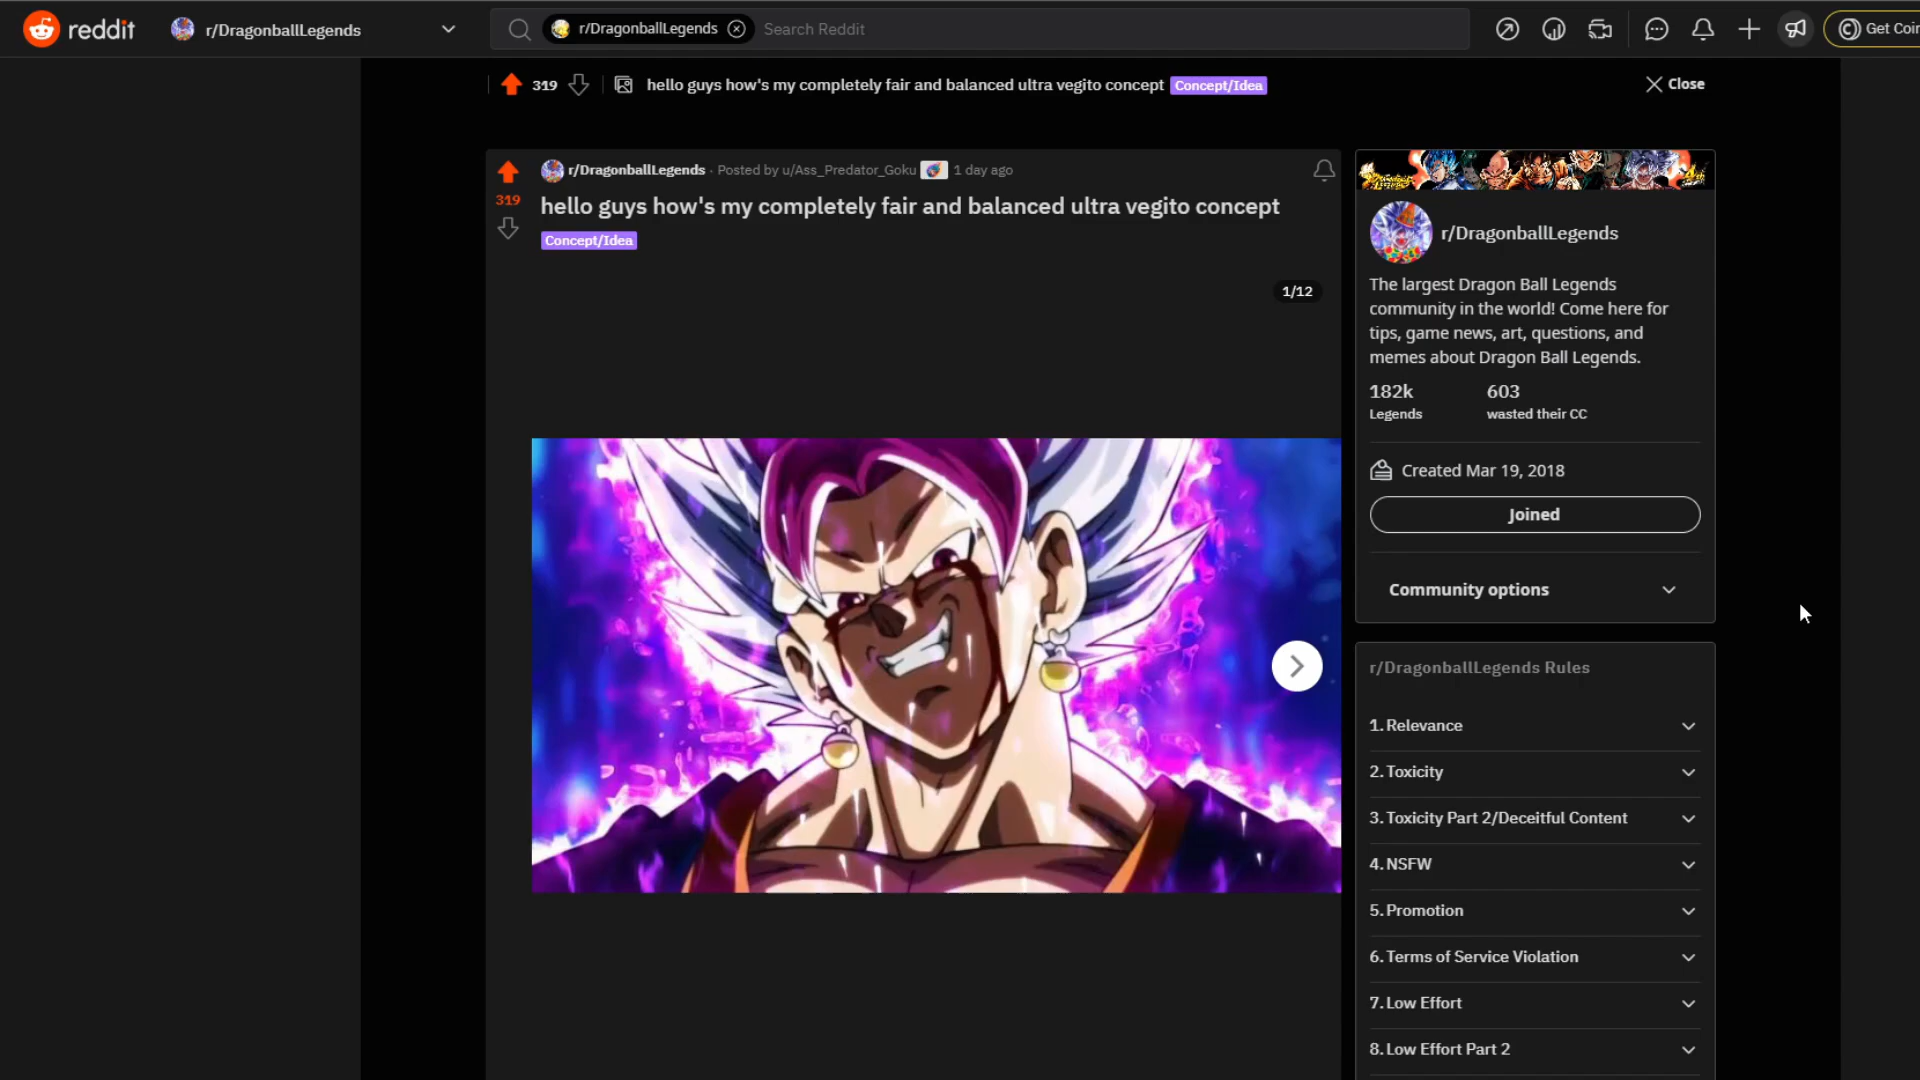 reddit
r/DragonballLegends
r/DragonballLegends
Search Reddit
Get Coin
319
hello guys how's my completely fair and balanced ultra vegito concept Concept/Idea
Close
r/DragonballLegends · Posted by u/Ass_Predator_Goku 1 day ago
319
hello guys how's my completely fair and balanced ultra vegito concept
Concept/Idea
1/12
r/DragonballLegends
The largest Dragon Ball Legends
community in the world! Come here for
tips, game news, art, questions, and
memes about Dragon Ball Legends.
182k 603
Legends wasted their CC
Created Mar 19, 2018
Joined
Community options
r/DragonballLegends Rules
1. Relevance
2. Toxicity
3. Toxicity Part 2/Deceitful Content
4. NSFW
5. Promotion
6. Terms of Service Violation
7. Low Effort
8. Low Effort Part 2